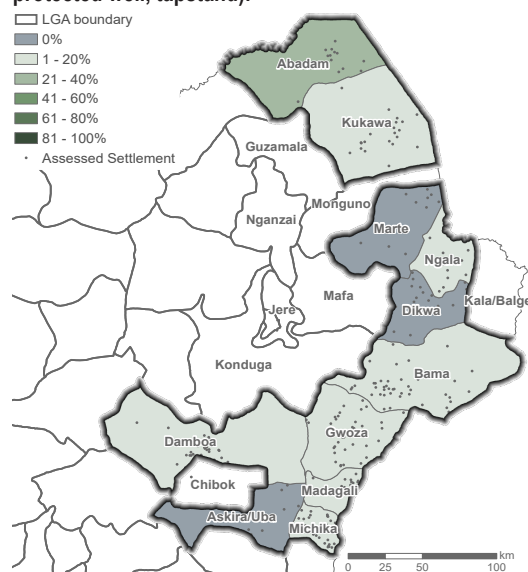 protected well, tapstand).
LGA boundary
0%
1 - 20%
21 - 40%
41 - 60%
61 - 80%
81 - 100%
Assessed Settlement
Abadam
Kukawa
Guzamala
Monguno
Nganzai
Marte
Ngala
Mafa
Kala/Balge
Jere
Dikwa
Konduga
Bama
Gwoza
Damboa
Chibok
Madagali
Askira/Uba
Michika
km
0 25 50 100